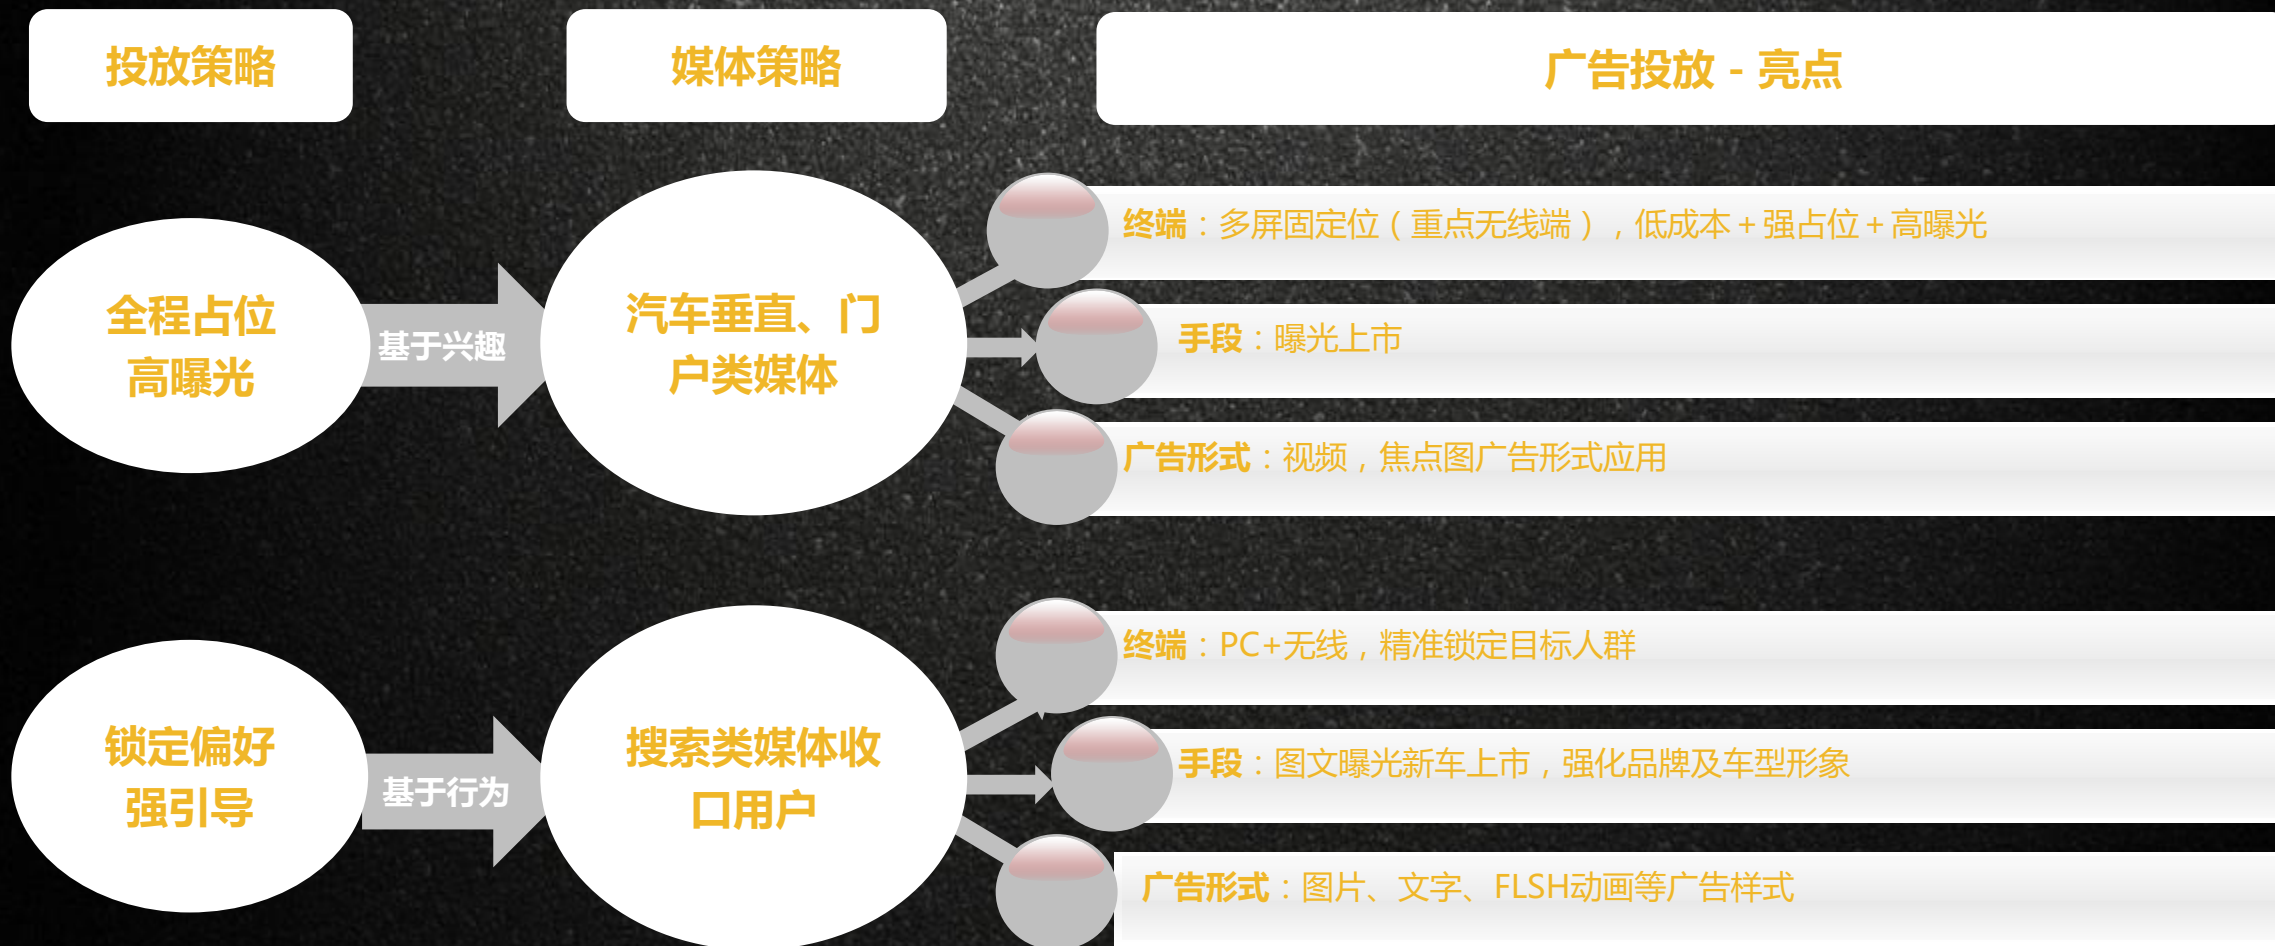 投放策略
媒体策略
广告投放 - 亮点
全程占位
高曝光
基于兴趣
汽车垂直、门
户类媒体
终端：多屏固定位（重点无线端），低成本+强占位+高曝光
手段：曝光上市
广告形式：视频，焦点图广告形式应用
锁定偏好
强引导
基于行为
搜索类媒体收
口用户
终端：PC+无线，精准锁定目标人群
手段：图文曝光新车上市，强化品牌及车型形象
广告形式：图片、文字、FLSH动画等广告样式